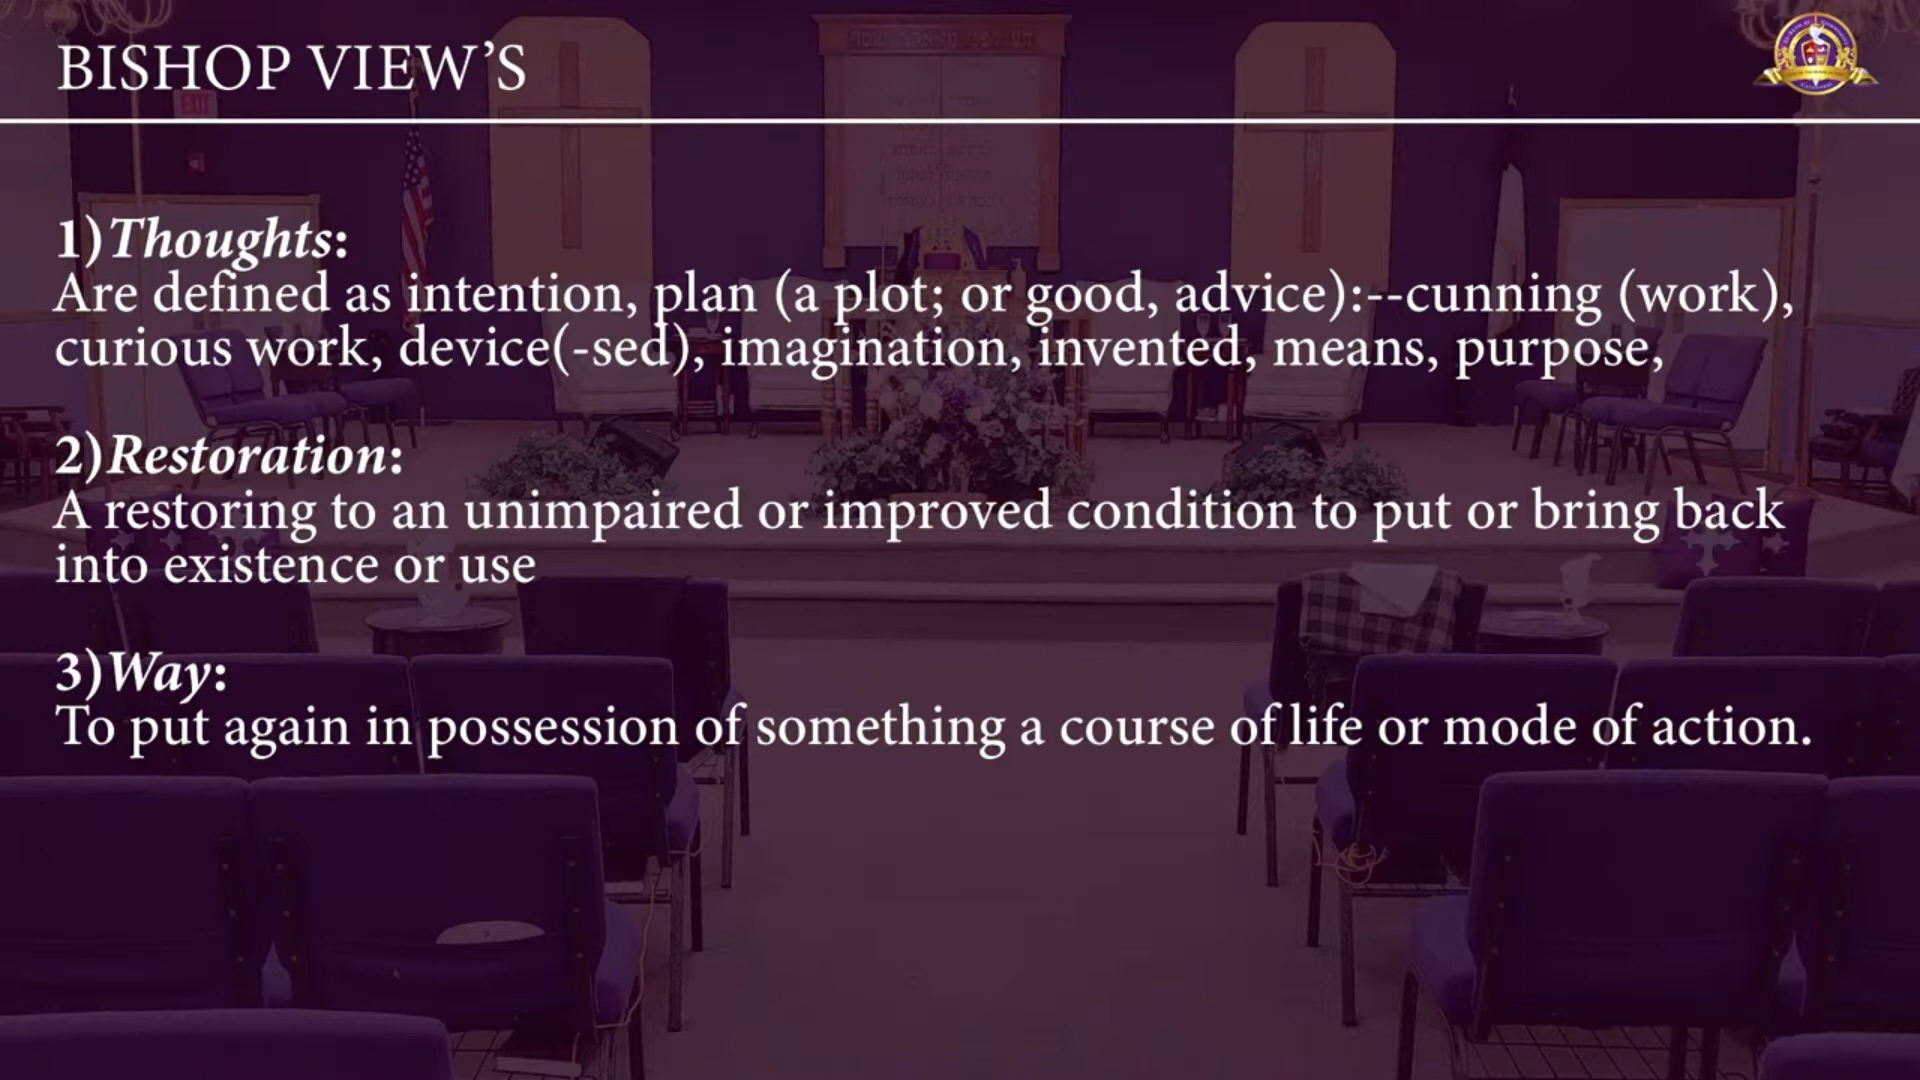 BISHOP VIEW’S
EXIT
1)Thoughts:
Are defined as intention, plan (a plot; or good, advice):--cunning (work),
curious work, device(-sed), imagination, invented, means, purpose,
2)Restoration:
A restoring to an unimpaired or improved condition to put or bring back
into existence or use
3)Way:
To put again in possession of something a course of life or mode of action.